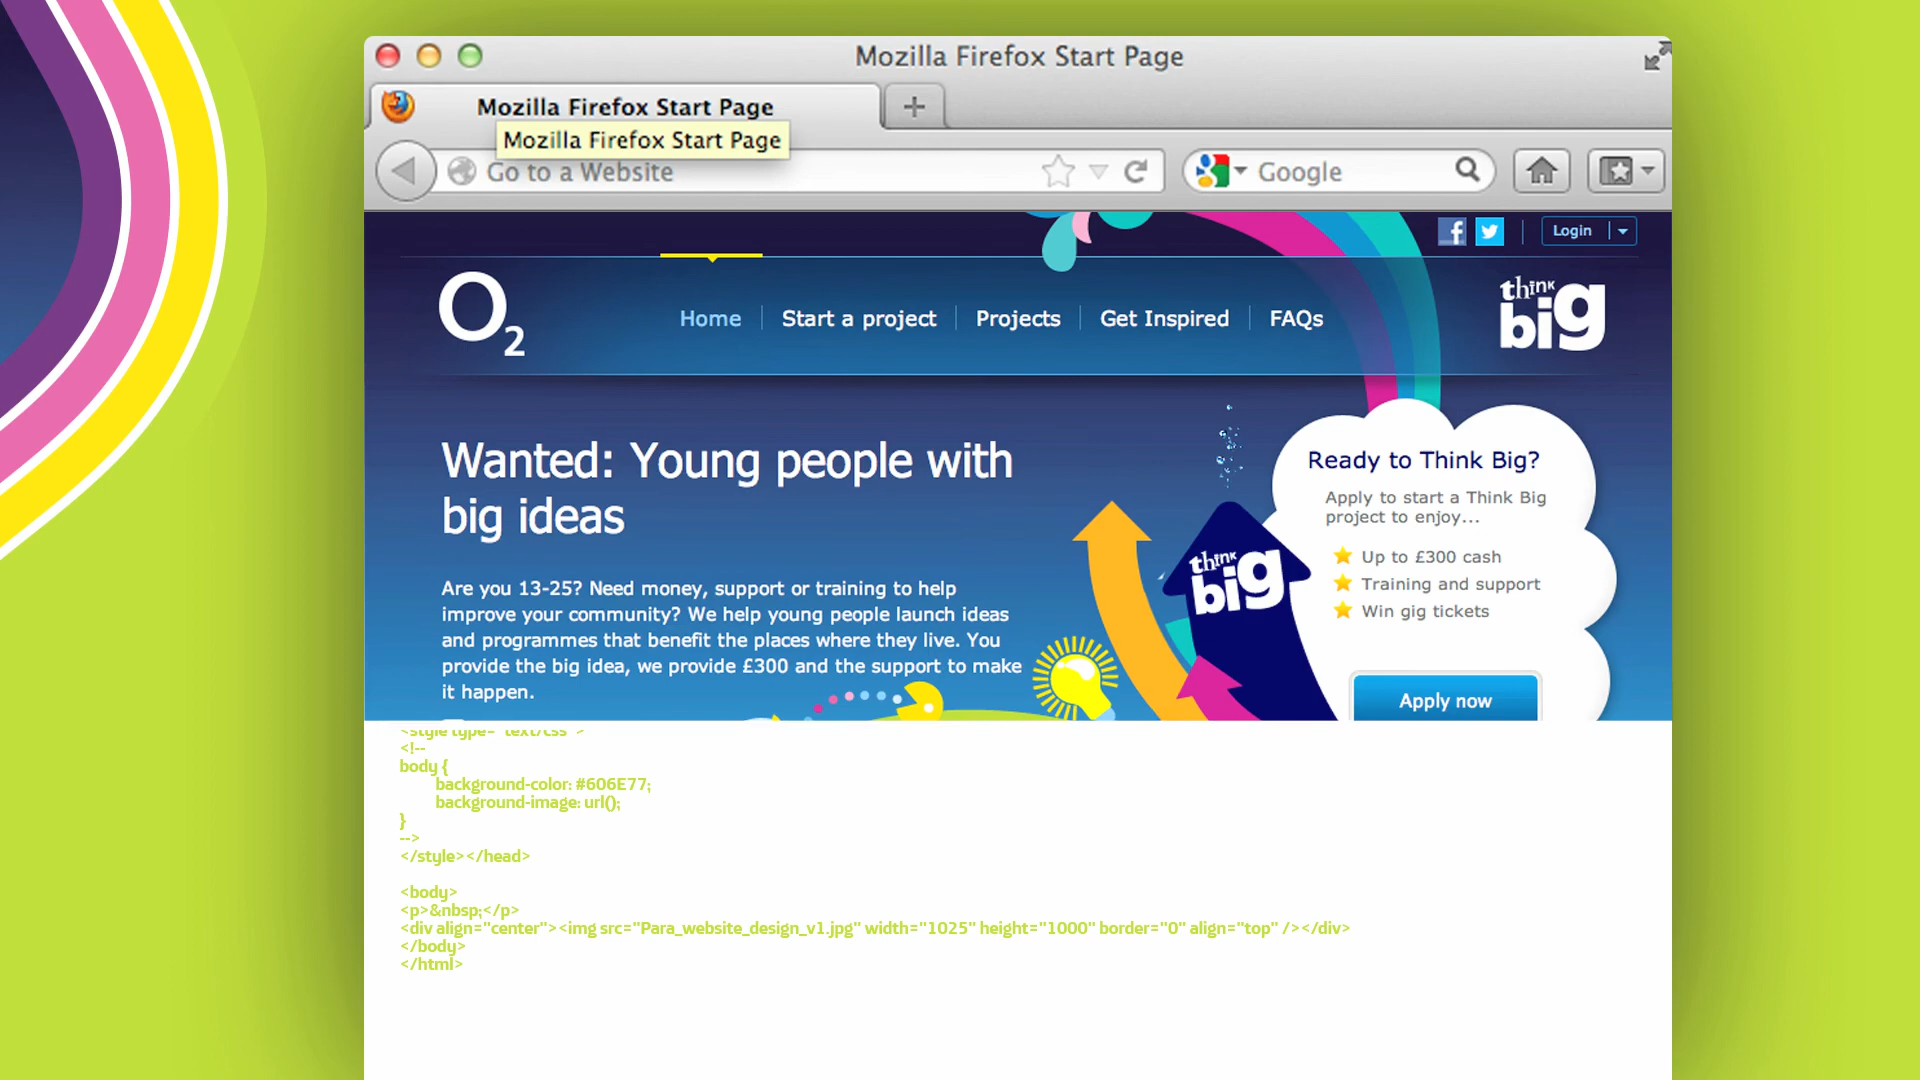 Mozilla Firefox Start Page
Mozilla Firefox Start Page
Mozilla Firefox Start Page
Go to a Website
Google
Login
O2
Home
Start a project
Projects
Get Inspired
FAQs
think
big
Wanted: Young people with
big ideas
Are you 13-25? Need money, support or training to help
improve your community? We help young people launch ideas
and programmes that benefit the places where they live. You
provide the big idea, we provide £300 and the support to make
it happen.
think
big
Ready to Think Big?
Apply to start a Think Big
project to enjoy...
Up to £300 cash
Training and support
Win gig tickets
Apply now
<style type="text/css">
<!--
body {
background-color: #606E77;
background-image: url();
}
-->
</style></head>
<body>
<p>&nbsp;</p>
<div align="center"><img src="Para_website_design_v1.jpg" width="1025" height="1000" border="0" align="top" /></div>
</body>
</html>